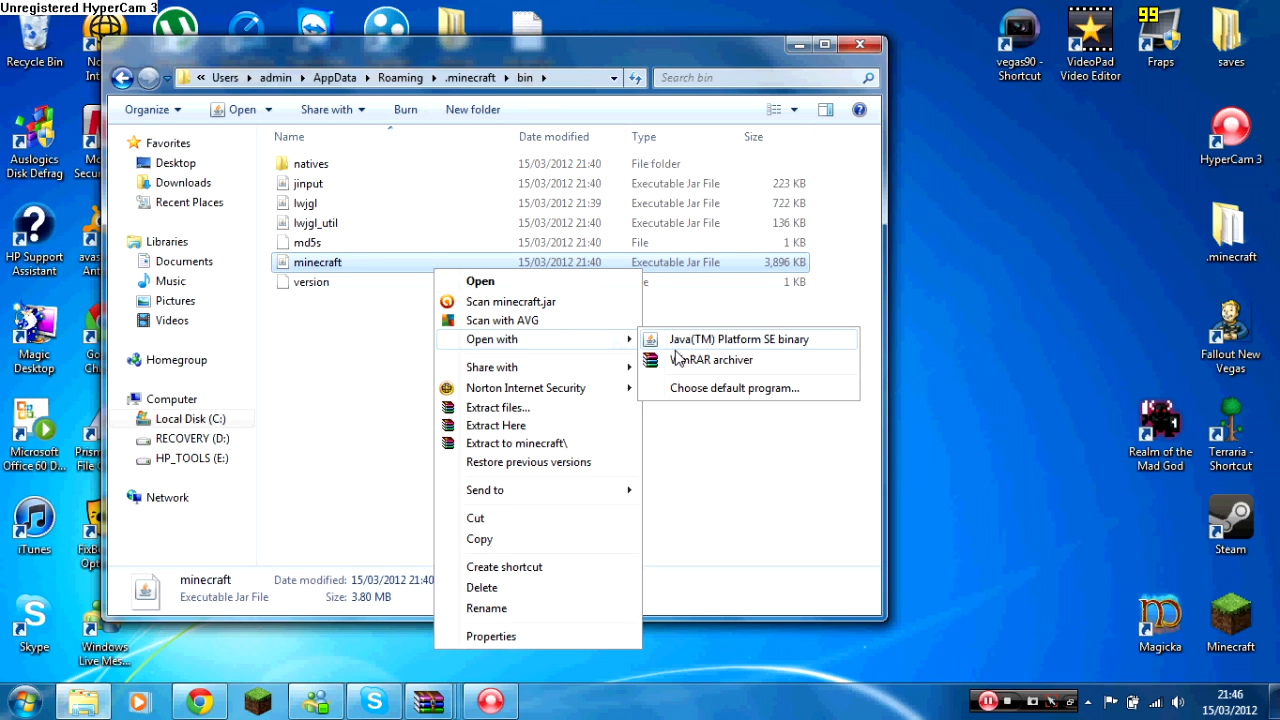 Unregistered HyperCam 3
Recycle Bin
vegas90 - Shortcut
VideoPad Video Editor
99
Fraps
saves
Users
admin
AppData
Roaming
.minecraft
bin
Search bin
Organize
Open
Share with
Burn
New folder
Auslogics Disk Defrag
HyperCam 3
Favorites
Desktop
Downloads
Recent Places
Libraries
Documents
Music
Pictures
Videos
Homegroup
Computer
Local Disk (C:)
RECOVERY (D:)
HP_TOOLS (E:)
Network
Name Date modified Type Size
natives 15/03/2012 21:40 File folder
jinput 15/03/2012 21:40 Executable Jar File 223 KB
lwjgl 15/03/2012 21:39 Executable Jar File 722 KB
lwjgl_util 15/03/2012 21:40 Executable Jar File 136 KB
md5s 15/03/2012 21:40 File 1 KB
minecraft 15/03/2012 21:40 Executable Jar File 3,896 KB
version 1 KB
Open
Scan minecraft.jar
Scan with AVG
Open with
Share with
Norton Internet Security
Extract files...
Extract Here
Extract to minecraft\
Restore previous versions
Send to
Cut
Copy
Create shortcut
Delete
Rename
Properties
Java(TM) Platform SE binary
WinRAR archiver
Choose default program...
minecraft
Executable Jar File
Date modified: 15/03/2012 21:40
Size: 3.80 MB
HP Support Assistant
.minecraft
Magic Desktop
Fallout New Vegas
Microsoft Office 60 D...
Realm of the Mad God
Terraria - Shortcut
iTunes
Steam
Skype
Windows Live Mes...
Magicka
Minecraft
21:46
15/03/2012